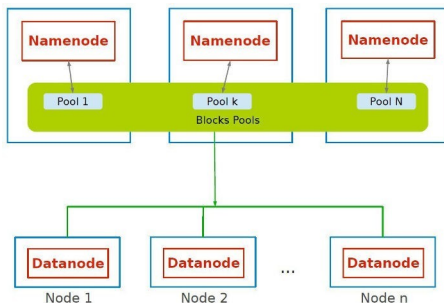 Namenode Namenode Namenode
Pool 1 Pool k Pool N
Blocks Pools
Datanode Datanode ... Datanode
Node 1 Node 2 Node n